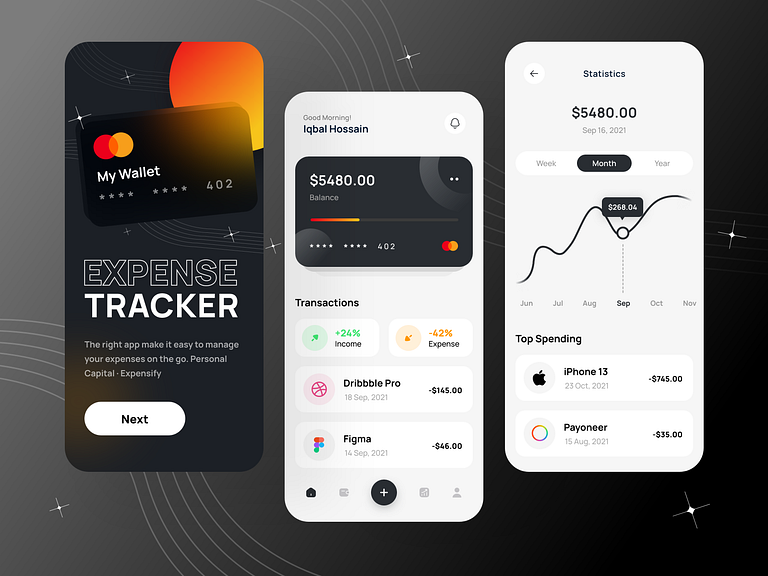 My Wallet
**** **** 402
EXPENSE
TRACKER
The right app make it easy to manage
your expenses on the go. Personal
Capital · Expensify
Next
Good Morning!
Iqbal Hossain
$5480.00
Balance
**** **** 402
Transactions
+24%
Income
-42%
Expense
Dribbble Pro
18 Sep, 2021
-$145.00
Figma
14 Sep, 2021
-$46.00
Statistics
$5480.00
Sep 16, 2021
Week Month Year
$268.04
Jun Jul Aug Sep Oct Nov
Top Spending
iPhone 13
23 Oct, 2021
-$745.00
Payoneer
15 Aug, 2021
-$35.00